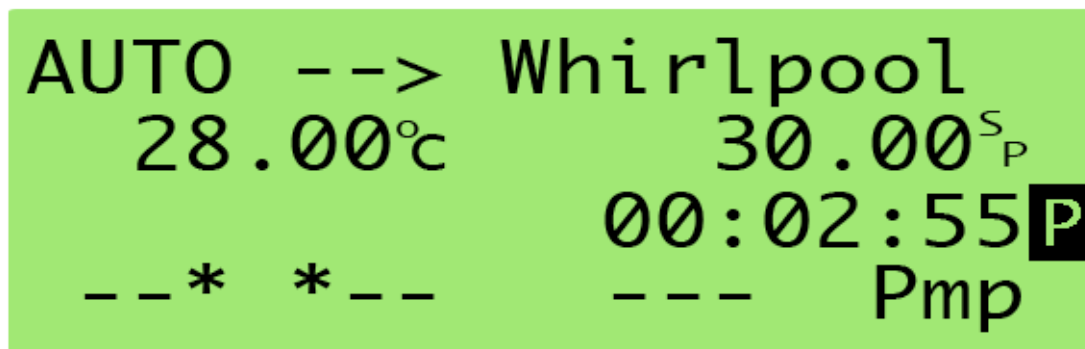 AUTO --> Whirlpool
28.00℃ 30.00SP
00:02:55P
--* *-- --- Pmp